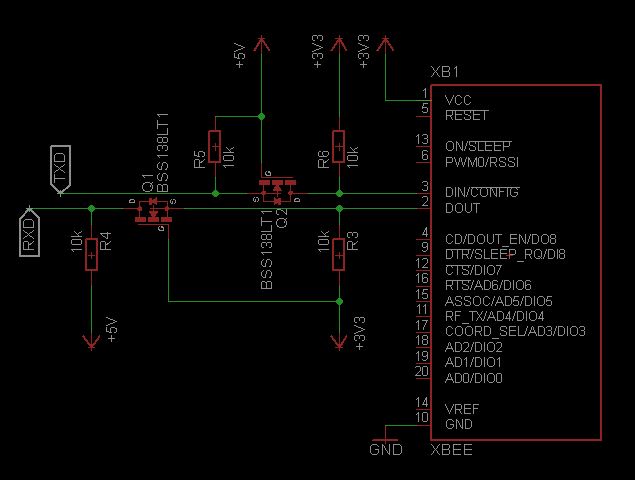 +5V
+3V3
+3V3
XB1
1
VCC
5
RESET
13
ON/SLEEP
6
PWM0/RSSI
3
DIN/CONFIG
2
DOUT
4
CD/DOUT_EN/DO8
9
DTR/SLEEP_RQ/DI8
12
CTS/DIO7
16
RTS/AD6/DIO6
15
ASSOC/AD5/DIO5
11
RF_TX/AD4/DIO4
17
COORD_SEL/AD3/DIO3
18
AD2/DIO2
19
AD1/DIO1
20
AD0/DIO0
14
VREF
10
GND
XBEE
GND
TXD
RXD
Q1
BSS138LT1
D
S
G
R5
10k
R6
10k
G
S
D
Q2
BSS138LT1
10k
R4
+5V
10k
R3
+3V3